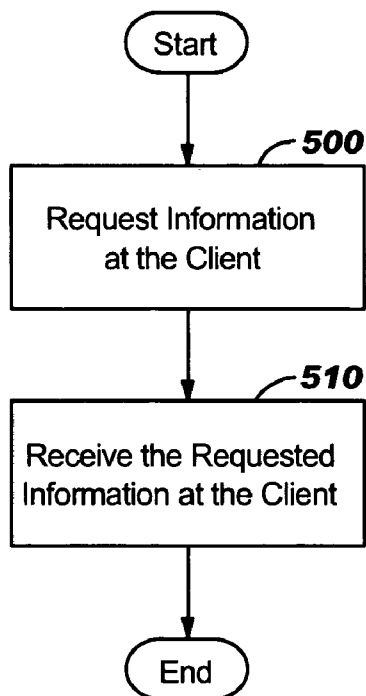 Start
500
Request Information
at the Client
510
Receive the Requested
Information at the Client
End